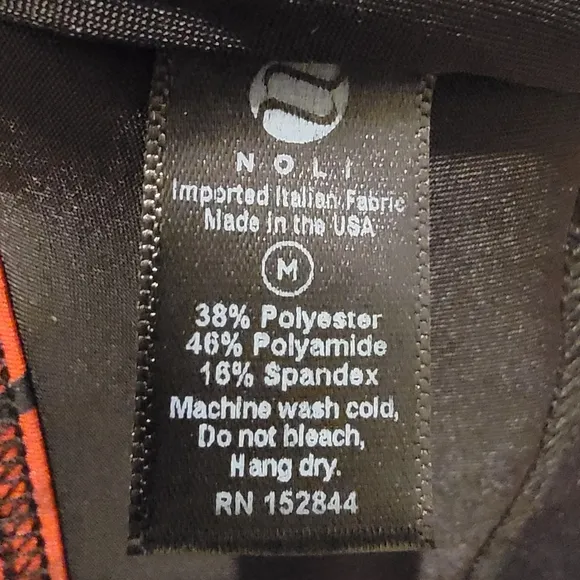 NOLI
Imported Italian Fabric
Made in the USA
M
38% Polyester
46% Polyamide
16% Spandex
Machine wash cold,
Do not bleach,
Hang dry.
RN 152844